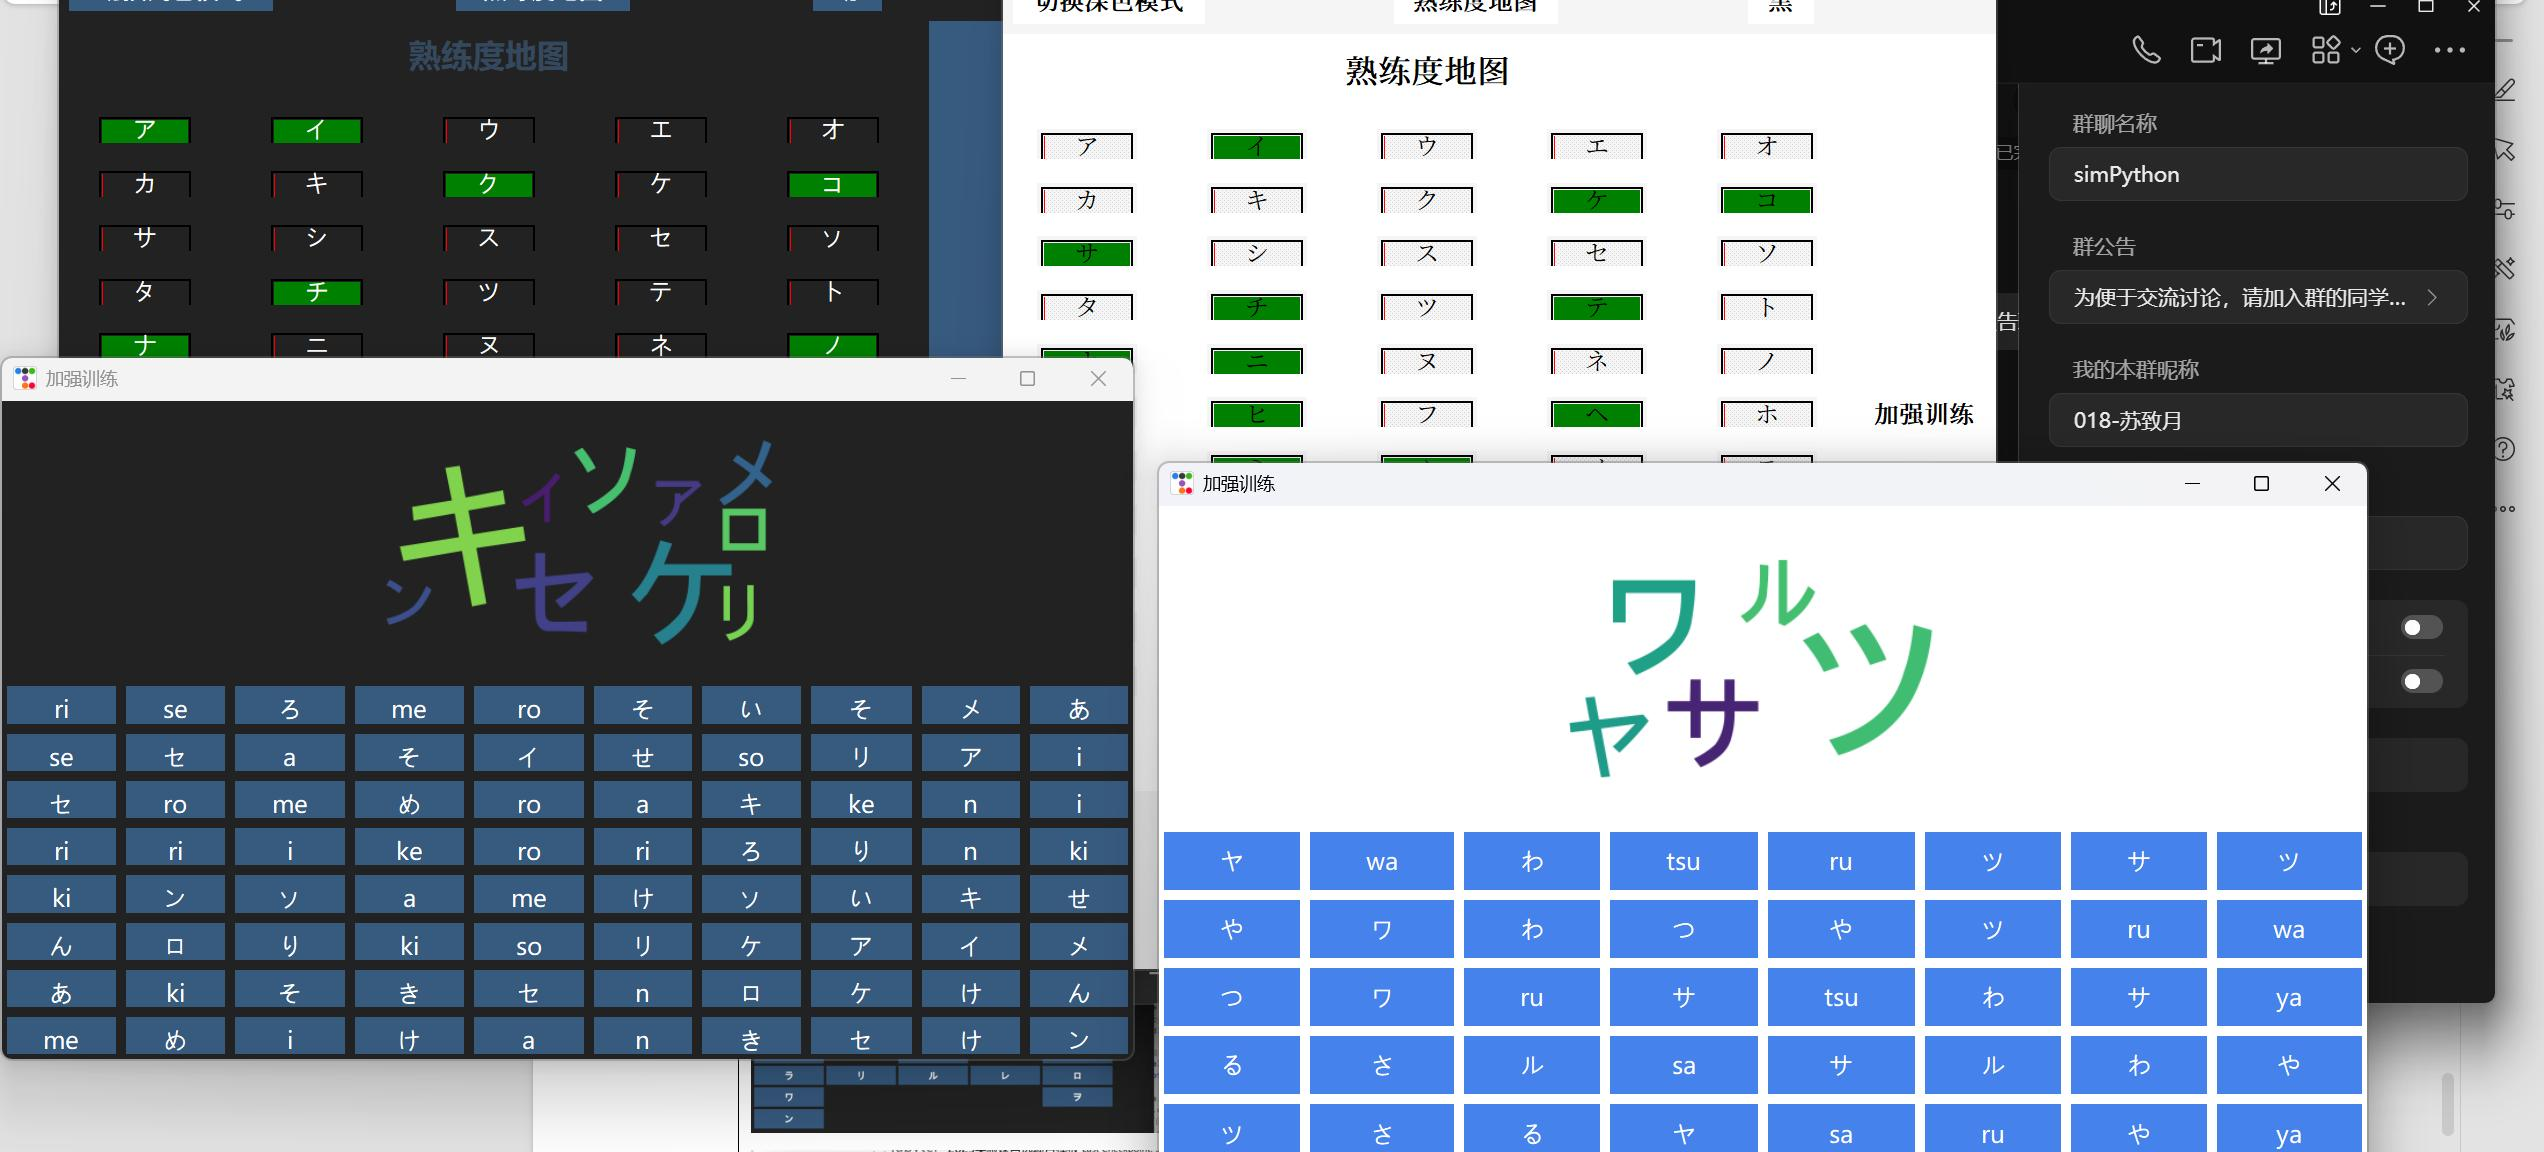 熟练度地图
ア イ ウ エ オ
カ キ ク ケ コ
サ シ ス セ ソ
タ チ ツ テ ト
ナ ニ ヌ ネ ノ
切换深色模式 熟练度地图 黑
熟练度地图
ア イ ウ エ オ
カ キ ク ケ コ
サ シ ス セ ソ
タ チ ツ テ ト
ニ ヌ ネ ノ
ヒ フ ヘ ホ
加强训练
群聊名称
simPython
群公告
为便于交流讨论，请加入群的同学...
我的本群昵称
018-苏致月
加强训练
キ イ ソ ア メ ロ
ン セ ケ リ
ri se ろ me ro そ い そ メ あ
se セ a そ イ せ so リ ア i
セ ro me め ro a キ ke n i
ri ri i ke ro ri ろ り n ki
ki ン ソ a me け ソ い キ せ
ん ロ り ki so リ ケ ア イ メ
あ ki そ き セ n ロ ケ け ん
me め i け a n き セ け ン
加强训练
ワ ル ツ
ヤ サ
ヤ wa わ tsu ru ツ サ ツ
や ワ わ つ や ツ ru wa
つ ワ ru サ tsu わ サ ya
る さ ル sa サ ル わ や
ツ さ る ヤ sa ru や ya
ラ リ ル レ ロ
ワ ヲ
ン